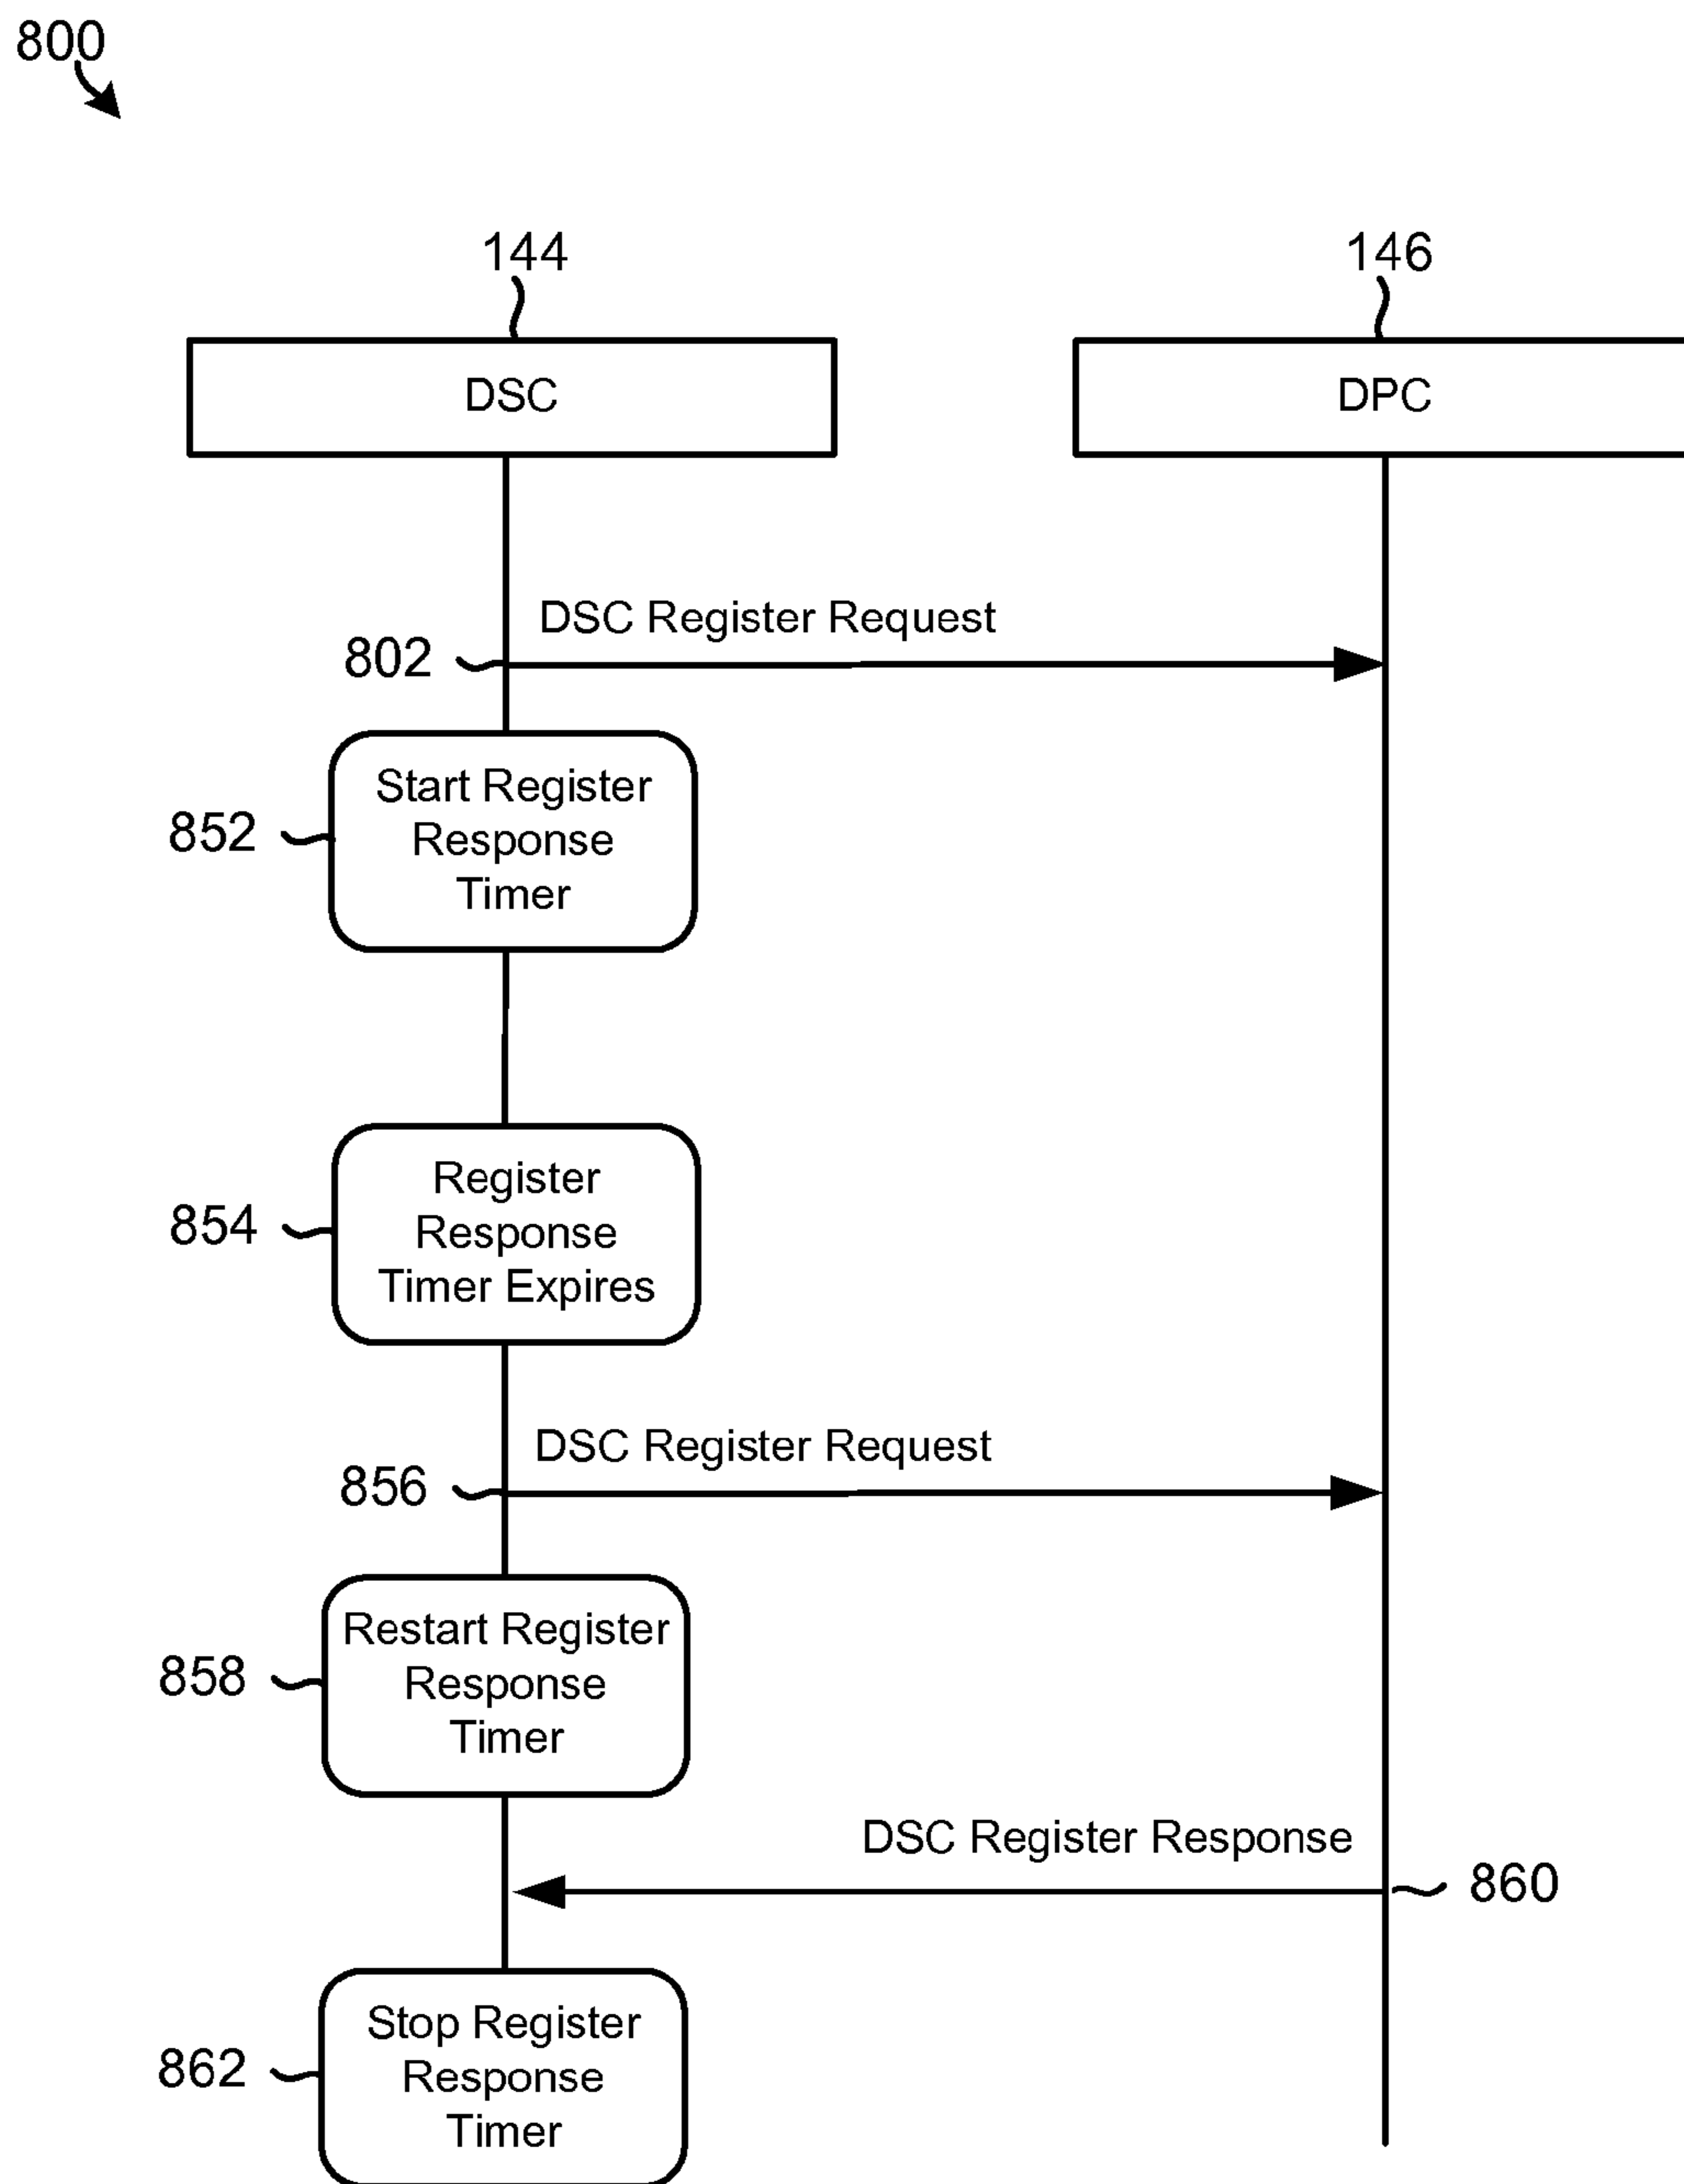 800
144
146
DSC
DPC
DSC Register Request
802
Start Register
Response
Timer
852
Register
Response
Timer Expires
854
DSC Register Request
856
Restart Register
Response
Timer
858
DSC Register Response
860
Stop Register
Response
Timer
862